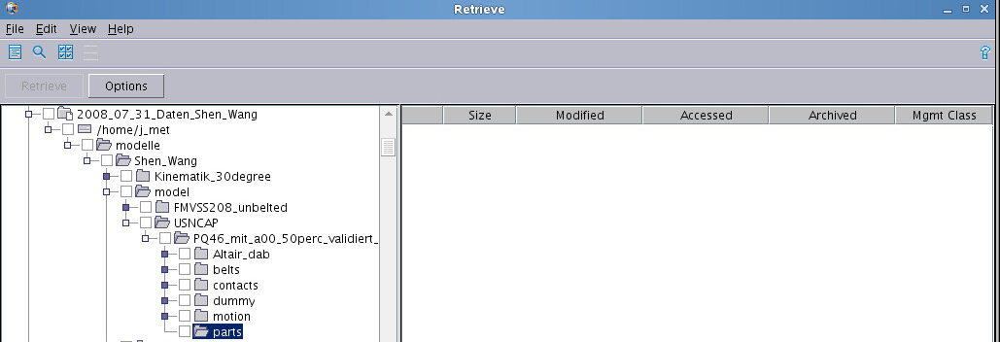 Retrieve
File Edit View Help
Retrieve Options
2008_07_31_Daten_Shen_Wang
/home/j_met
modelle
Shen_Wang
Kinematik_30degree
model
FMVSS208_unbelted
USNCAP
PQ46_mit_a00_50perc_validiert_
Altair_dab
belts
contacts
dummy
motion
parts
Size Modified Accessed Archived Mgmt Class